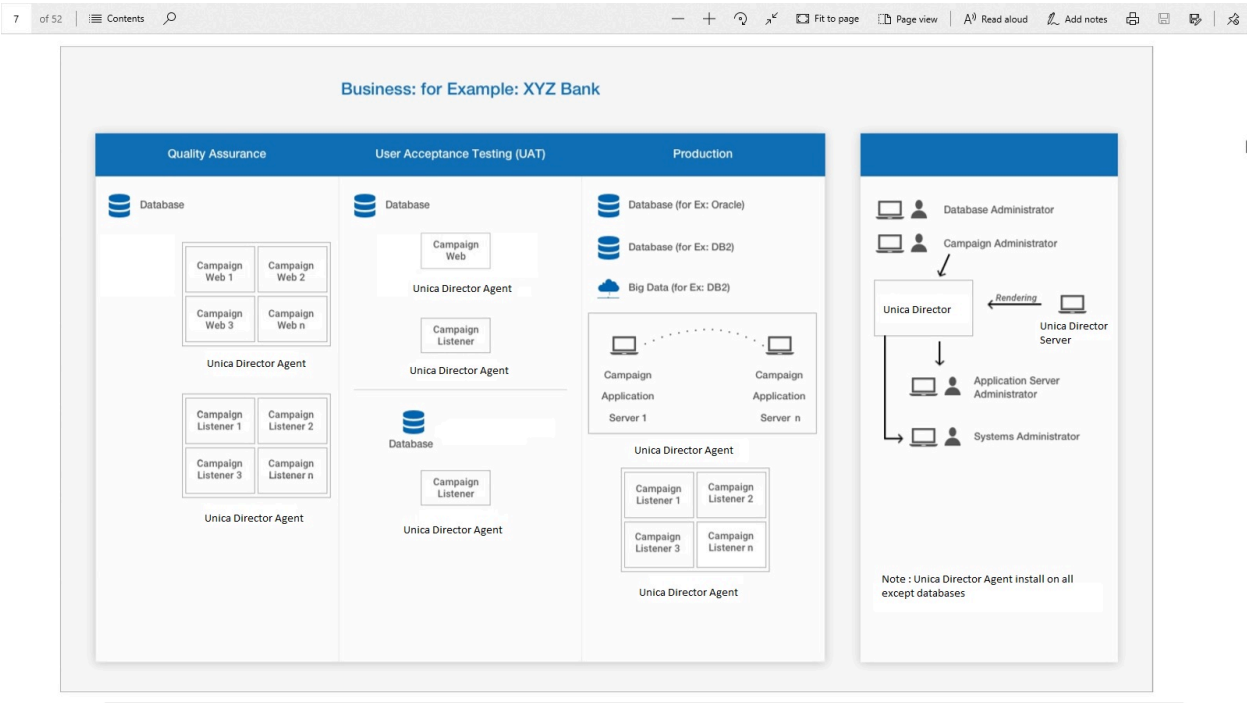 7 of 52 Contents Fit to page Page view Read aloud Add notes
Business: for Example: XYZ Bank
Quality Assurance
Database
Campaign
Web 1
Campaign
Web 2
Campaign
Web 3
Campaign
Web n
Unica Director Agent
Campaign
Listener 1
Campaign
Listener 2
Campaign
Listener 3
Campaign
Listener n
Unica Director Agent
User Acceptance Testing (UAT)
Database
Campaign
Web
Unica Director Agent
Campaign
Listener
Unica Director Agent
Database
Campaign
Listener
Unica Director Agent
Production
Database (for Ex: Oracle)
Database (for Ex: DB2)
Big Data (for Ex: DB2)
Campaign
Application
Server 1
Campaign
Application
Server n
Unica Director Agent
Campaign
Listener 1
Campaign
Listener 2
Campaign
Listener 3
Campaign
Listener n
Unica Director Agent
Database Administrator
Campaign Administrator
Unica Director
Rendering
Unica Director
Server
Application Server
Administrator
Systems Administrator
Note : Unica Director Agent install on all
except databases